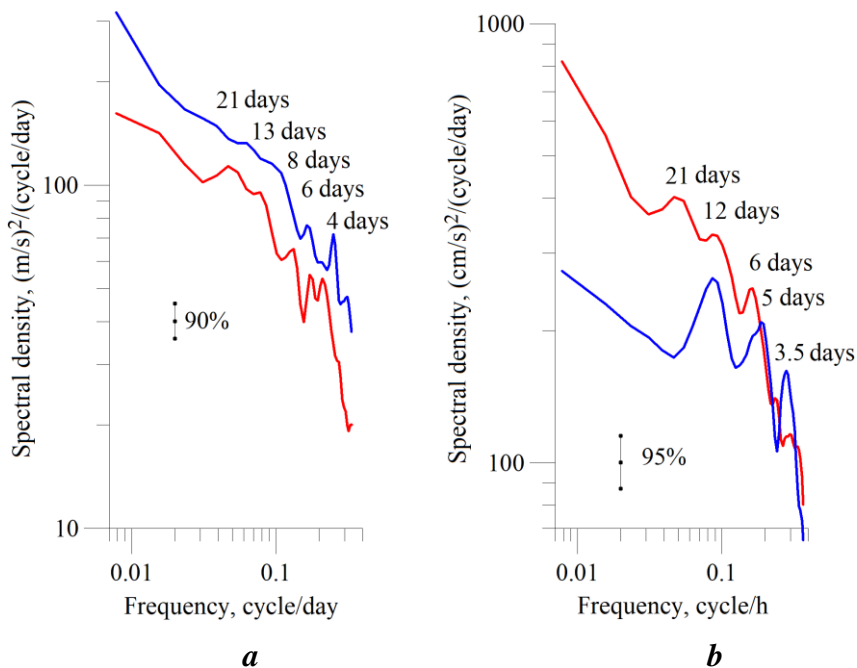 Spectral density, (m/s)²/(cycle/day)
100
10
21 days
13 days
8 days
6 days
4 days
90%
0.01
0.1
Frequency, cycle/day
a
Spectral density, (cm/s)²/(cycle/day)
1000
100
21 days
12 days
6 days
5 days
3.5 days
95%
0.01
0.1
Frequency, cycle/h
b